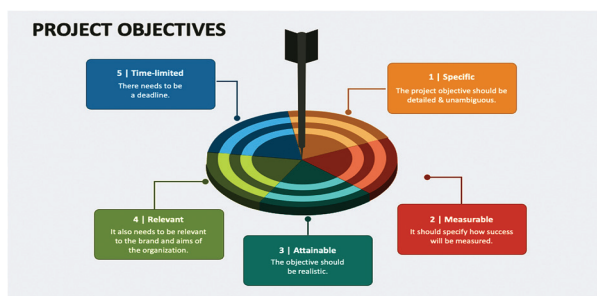 PROJECT OBJECTIVES
1 | Specific
The project objective should be
detailed & unambiguous.
2 | Measurable
It should specify how success
will be measured.
3 | Attainable
The objective should
be realistic.
4 | Relevant
It also needs to be relevant
to the brand and aims of
the organization.
5 | Time-limited
There needs to be
a deadline.